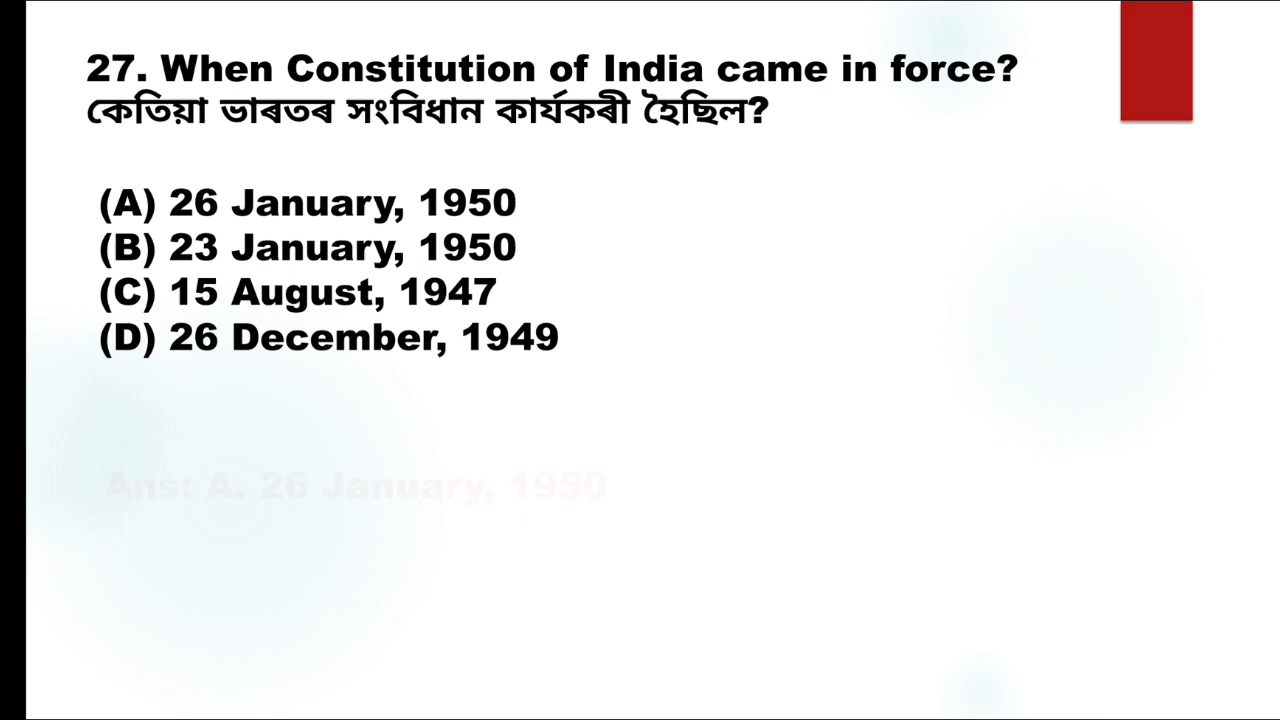 27. When Constitution of India came in force?
কেতিয়া ভাৰতৰ সংবিধান কাৰ্যকৰী হৈছিল?
(A) 26 January, 1950
(B) 23 January, 1950
(C) 15 August, 1947
(D) 26 December, 1949
Ans: A. 26 January, 1950